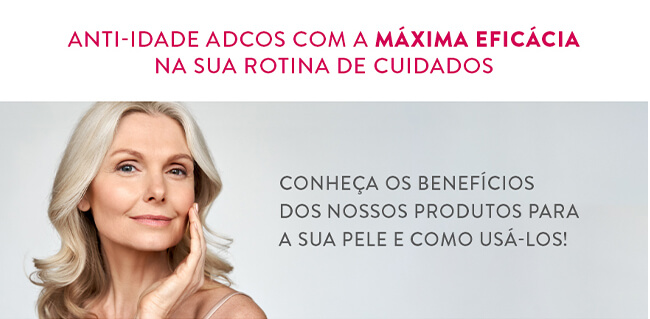 ANTI-IDADE ADCOS COM A MÁXIMA EFICÁCIA
NA SUA ROTINA DE CUIDADOS
CONHEÇA OS BENEFÍCIOS
DOS NOSSOS PRODUTOS PARA
A SUA PELE E COMO USÁ-LOS!